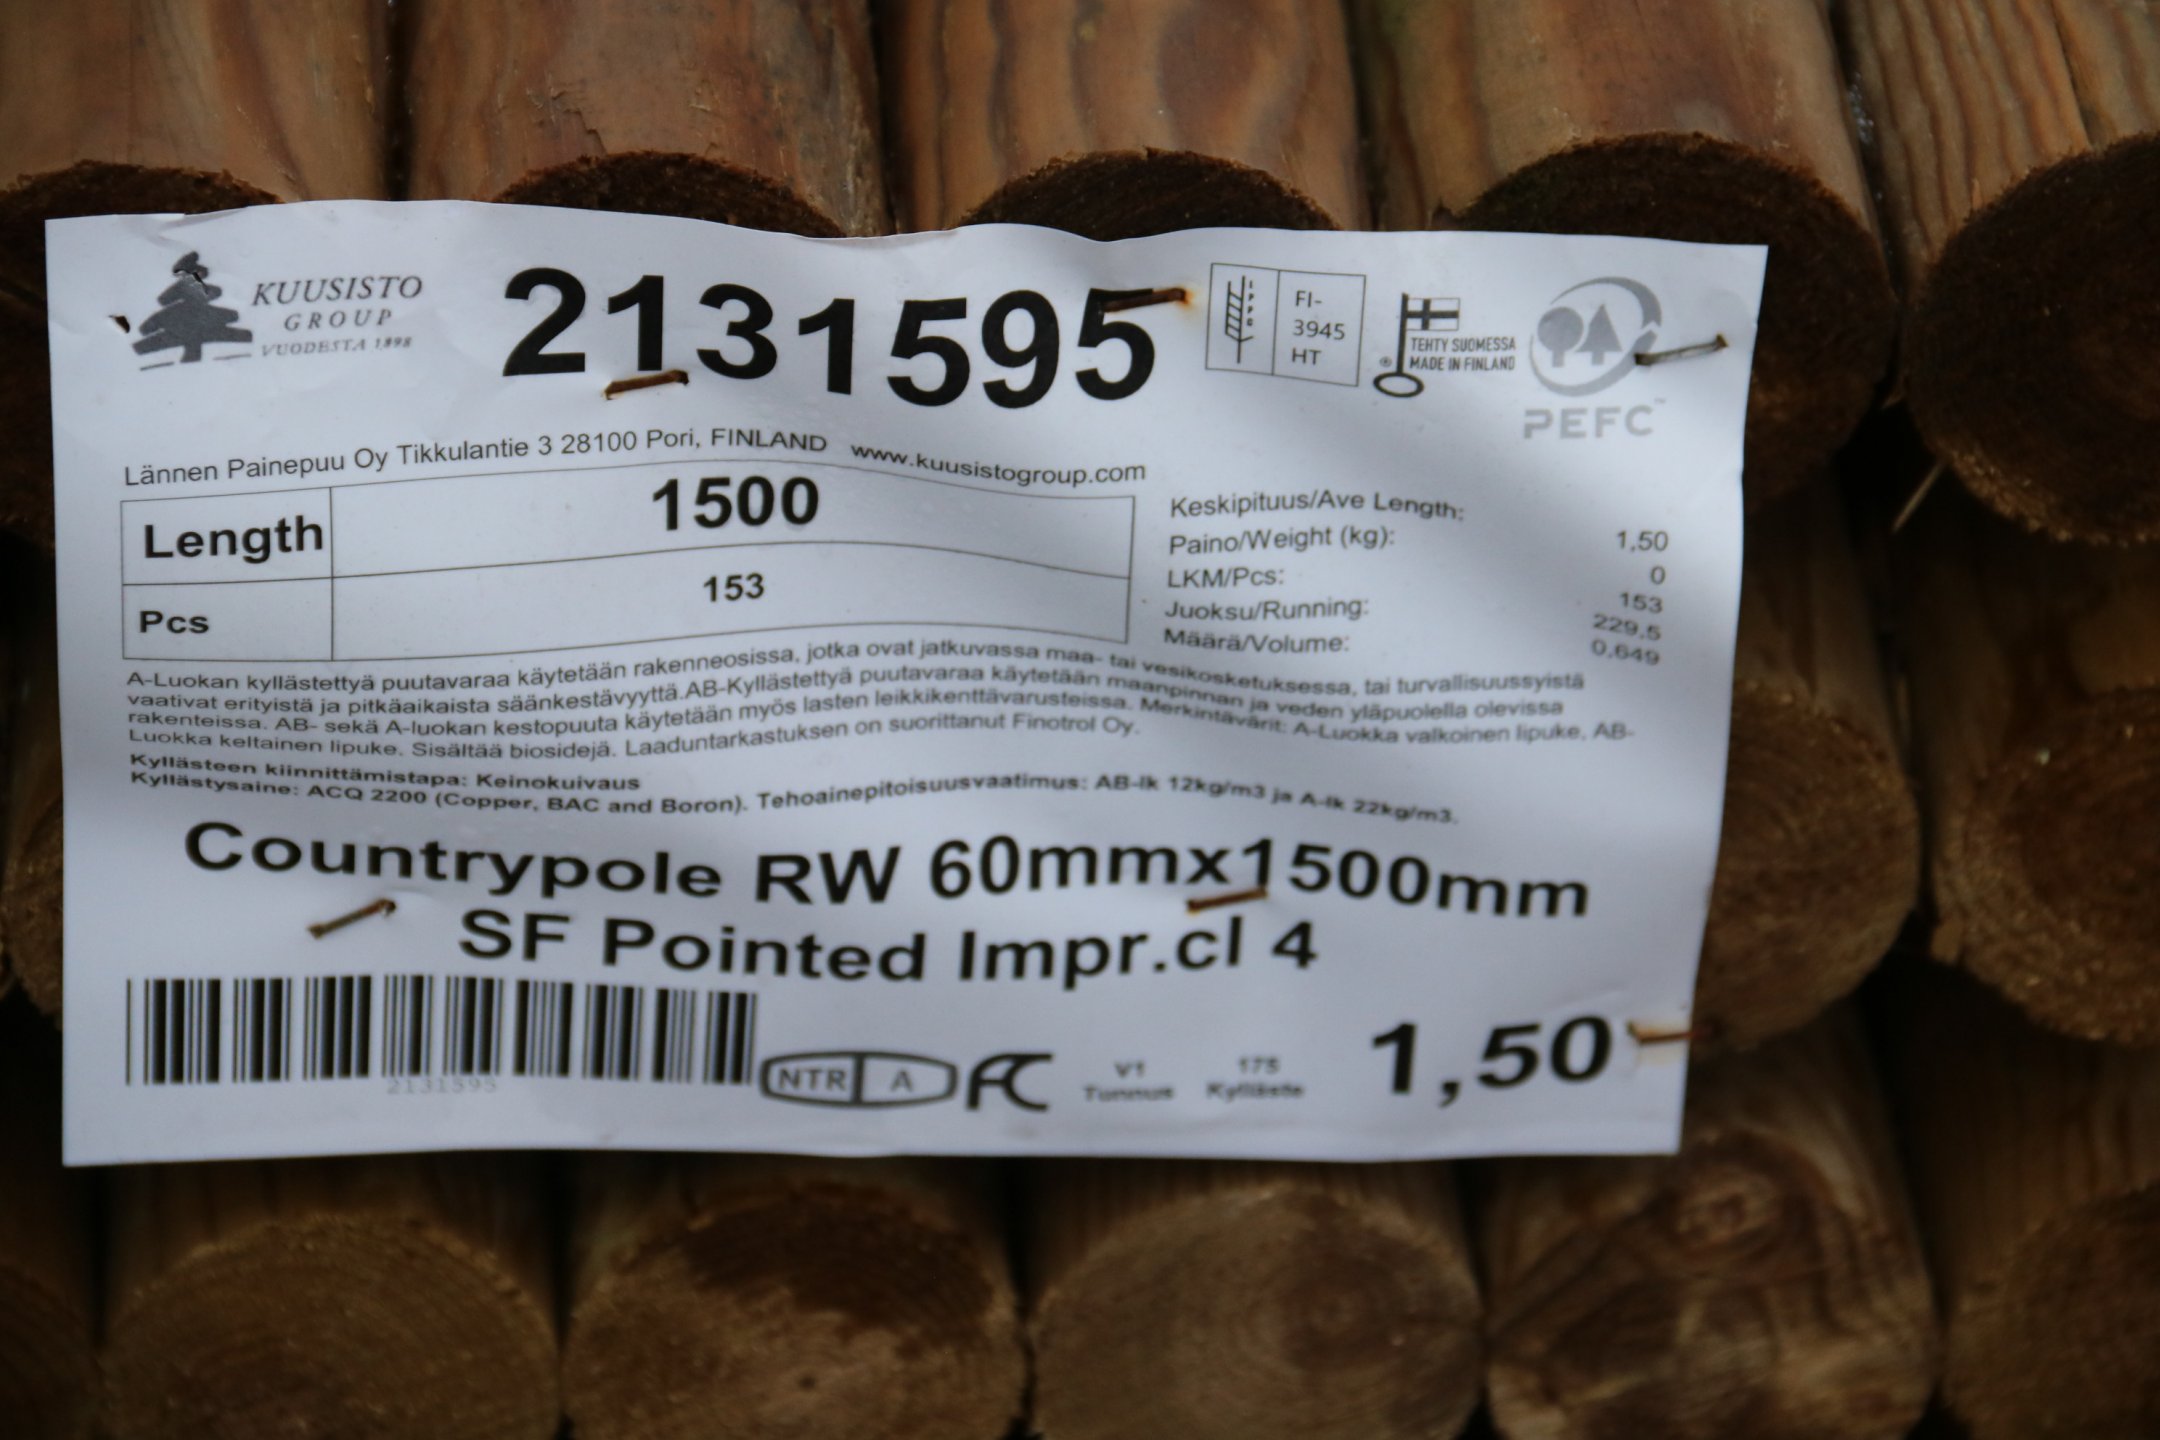 KUUSISTO
GROUP
VUODESTA 1898
2131595
IPPC
FI-
3945
HT
TEHTY SUOMESSA
MADE IN FINLAND
PEFC™
Lännen Painepuu Oy Tikkulantie 3 28100 Pori, FINLAND www.kuusistogroup.com
Length 1500
Pcs 153
Keskipituus/Ave Length: 1,50
Paino/Weight (kg): 0
LKM/Pcs: 153
Juoksu/Running: 229,5
Määrä/Volume: 0,649
A-Luokan kyllästettyä puutavaraa käytetään rakenneosissa, jotka ovat jatkuvassa maa- tai vesikosketuksessa, tai turvallisuussyistä
vaativat erityistä ja pitkäaikaista säänkestävyyttä.AB-Kyllästettyä puutavaraa käytetään maanpinnan ja veden yläpuolella olevissa
rakenteissa. AB- sekä A-luokan kestopuuta käytetään myös lasten leikkikenttävarusteissa. Merkintävärit: A-Luokka valkoinen lipuke, AB-
Luokka keltainen lipuke. Sisältää biosidejä. Laaduntarkastuksen on suorittanut Finotrol Oy.
Kyllästeen kiinnittämistapa: Keinokuivaus
Kyllästysaine: ACQ 2200 (Copper, BAC and Boron). Tehoainepitoisuusvaatimus: AB-lk 12kg/m3 ja A-lk 22kg/m3.
Countrypole RW 60mmx1500mm
SF Pointed Impr.cl 4
2131595
NTR A
V1
Tunnus
175
Kylläste
1,50